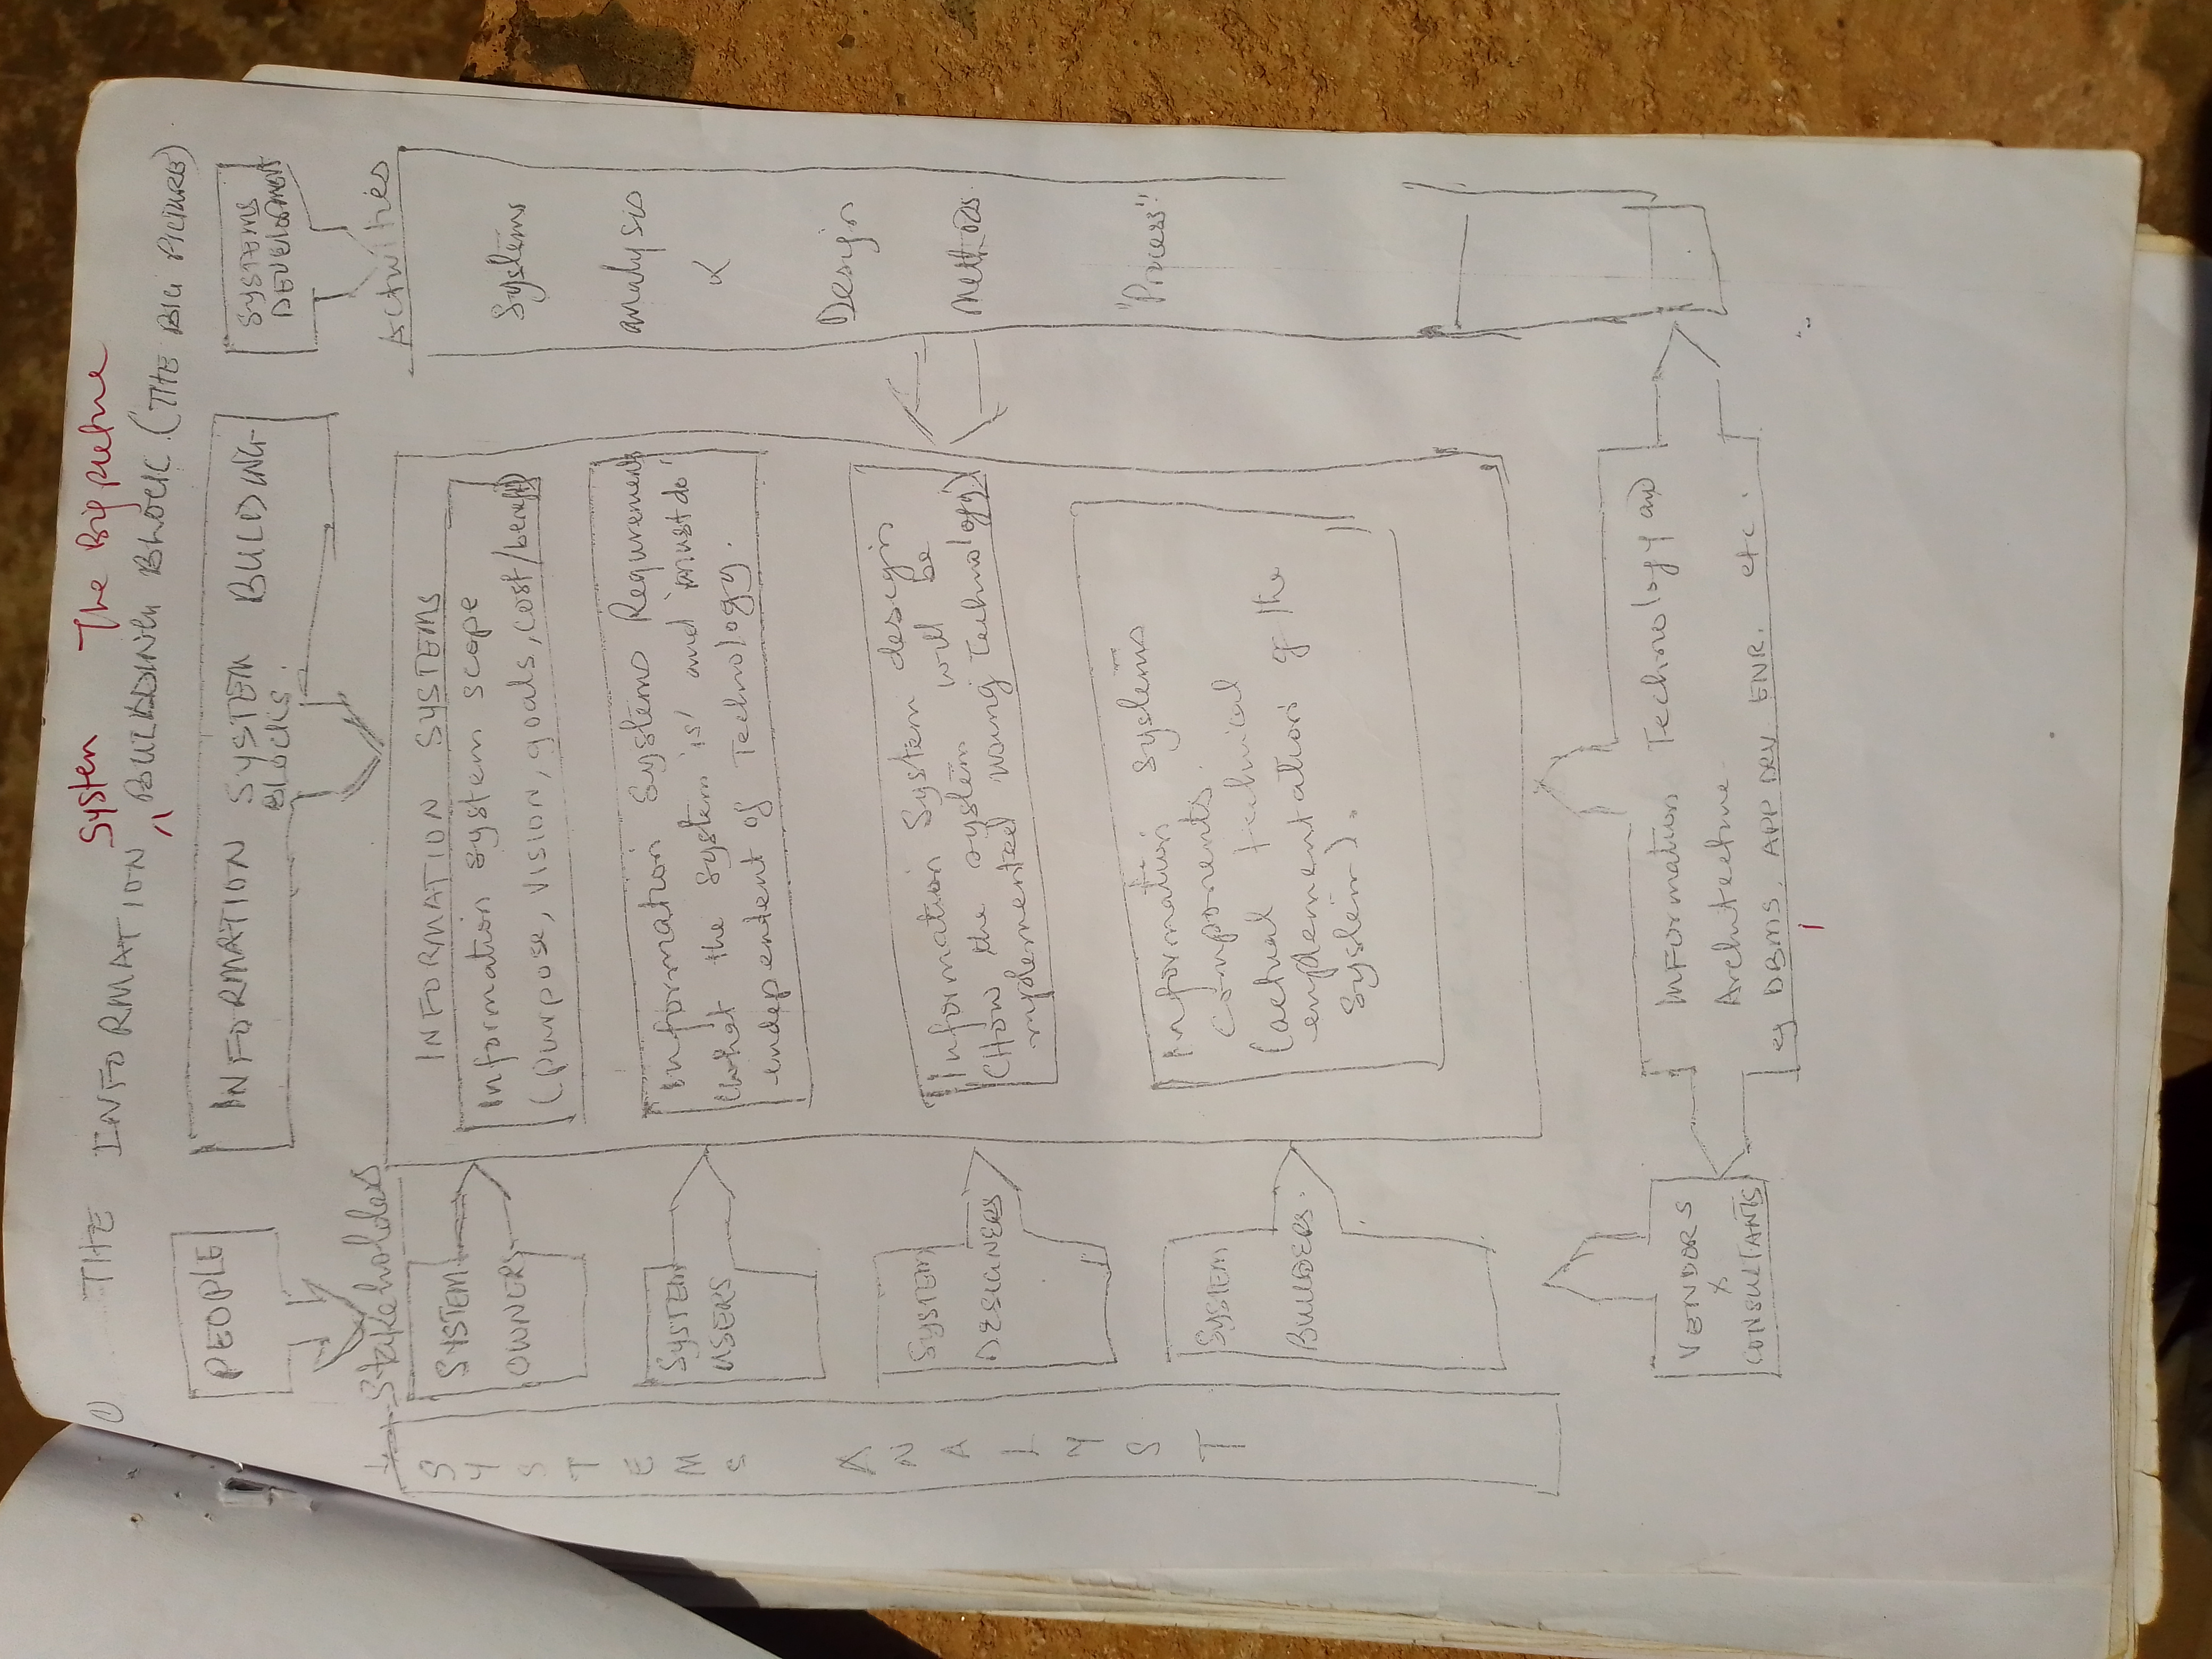 System The Big picture
1) THE INFORMATION ^ BUILDING BLOCK. (THE BIG PICTURE)
PEOPLE
INFORMATION SYSTEM BUILDING
BLOCKS.
SYSTEMS
DEVELOPMENT
Stakeholders
Activities
SYSTEMS ANALYST
SYSTEM
OWNERS
SYSTEM
USERS
SYSTEM
DESIGNERS
SYSTEM
BUILDERS.
INFORMATION SYSTEMS
Information system scope
(purpose, vision, goals, cost/benefit)
Information Systems Requirements
(what the system 'is' and 'must do'
independent of Technology.
Information System design
(How the system will be
implemented using Technology)
Information Systems
Components.
(actual technical
implementation of the
System).
Systems
analysis
&
Design
Methods
"Process"
VENDORS
&
CONSULTANTS
Information Technology and
Architecture
eg DBMS, APP DEV ENR. etc.